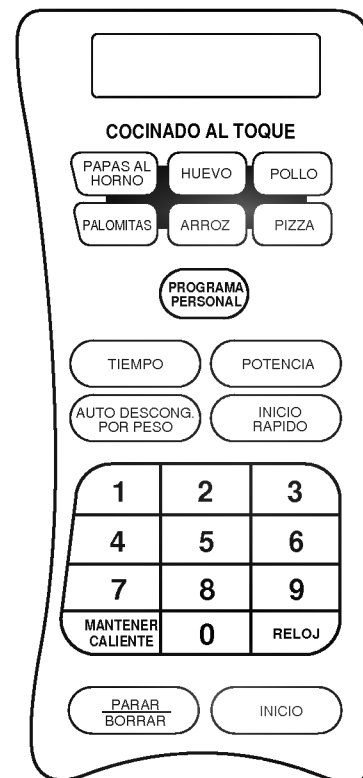 COCINADO AL TOQUE
PAPAS AL
HORNO
HUEVO
POLLO
PALOMITAS
ARROZ
PIZZA
PROGRAMA
PERSONAL
TIEMPO
POTENCIA
AUTO DESCONG.
POR PESO
INICIO
RAPIDO
1 2 3
4 5 6
7 8 9
MANTENER
CALIENTE
0
RELOJ
PARAR
BORRAR
INICIO